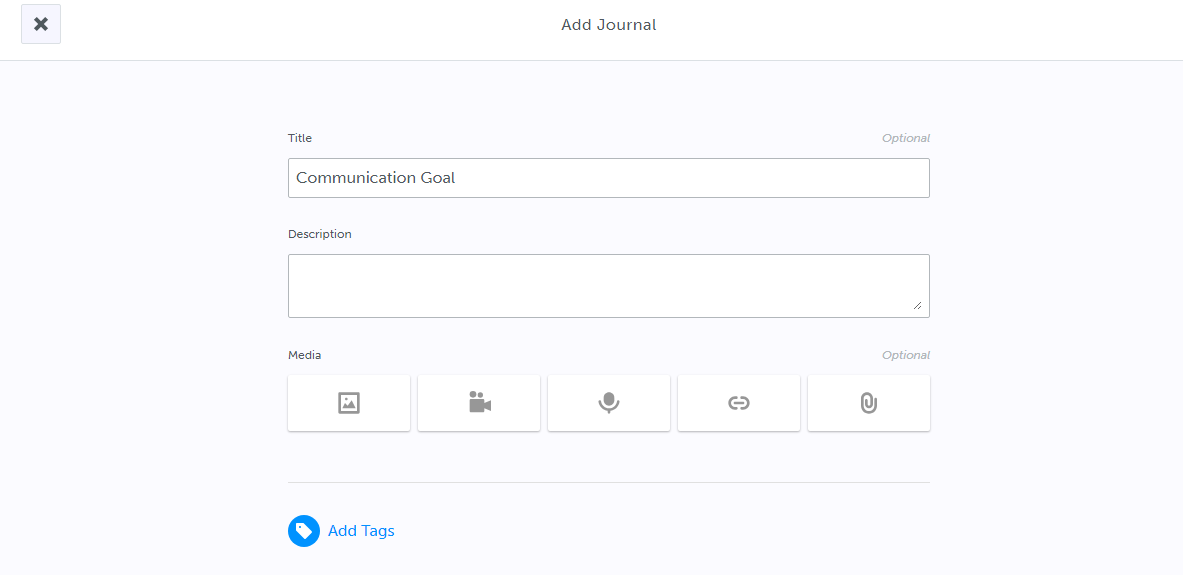 Add Journal
Title Optional
Communication Goal
Description
Media Optional
Add Tags